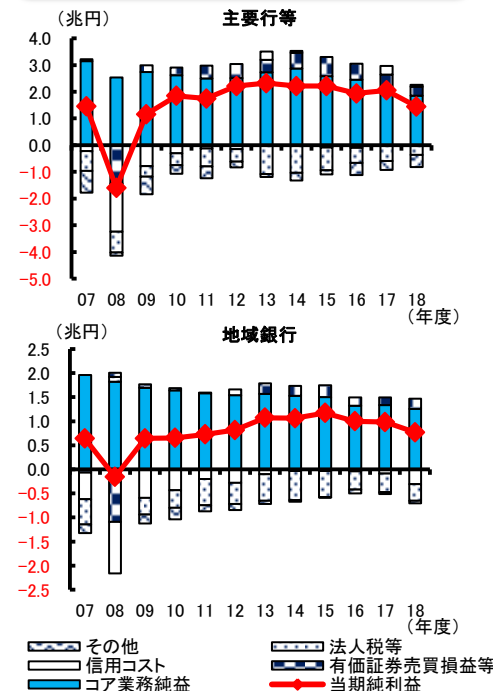 （兆円）
主要行等
4.0
3.0
2.0
1.0
0.0
−1.0
−2.0
−3.0
−4.0
−5.0
07 08 09 10 11 12 13 14 15 16 17 18
（年度）
（兆円）
地域銀行
2.5
2.0
1.5
1.0
0.5
0.0
−0.5
−1.0
−1.5
−2.0
−2.5
07 08 09 10 11 12 13 14 15 16 17 18
（年度）
その他 法人税等
信用コスト 有価証券売買損益等
コア業務純益 当期純利益